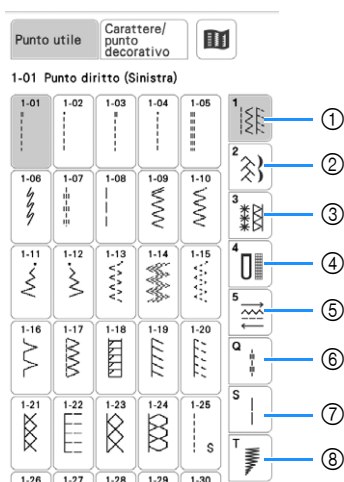 Punto utile
Carattere/
punto
decorativo
1-01 Punto diritto (Sinistra)
1-01 1-02 1-03 1-04 1-05 1 ①
2 ②
1-06 1-07 1-08 1-09 1-10 3 ③
1-11 1-12 1-13 1-14 1-15 4 ④
5 ⑤
1-16 1-17 1-18 1-19 1-20 Q ⑥
1-21 1-22 1-23 1-24 1-25 S ⑦
S
T ⑧
1-26 1-27 1-28 1-29 1-30